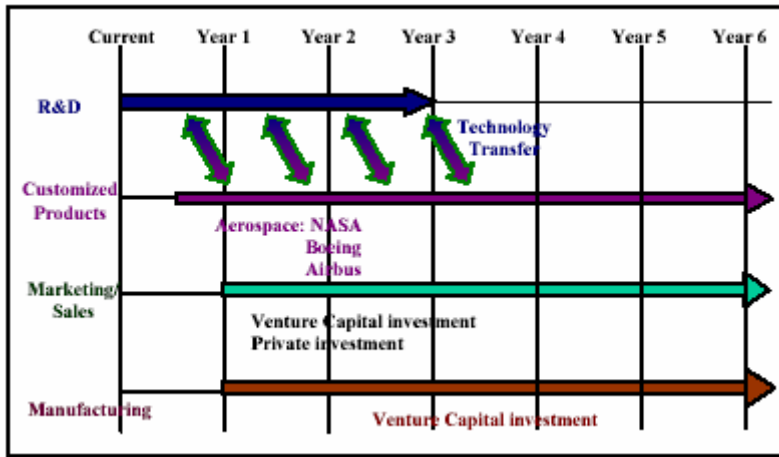 Current Year 1 Year 2 Year 3 Year 4 Year 5 Year 6
R&D
Technology
Transfer
Customized
Products
Aerospace: NASA
Boeing
Airbus
Marketing/
Sales
Venture Capital investment
Private investment
Manufacturing
Venture Capital investment